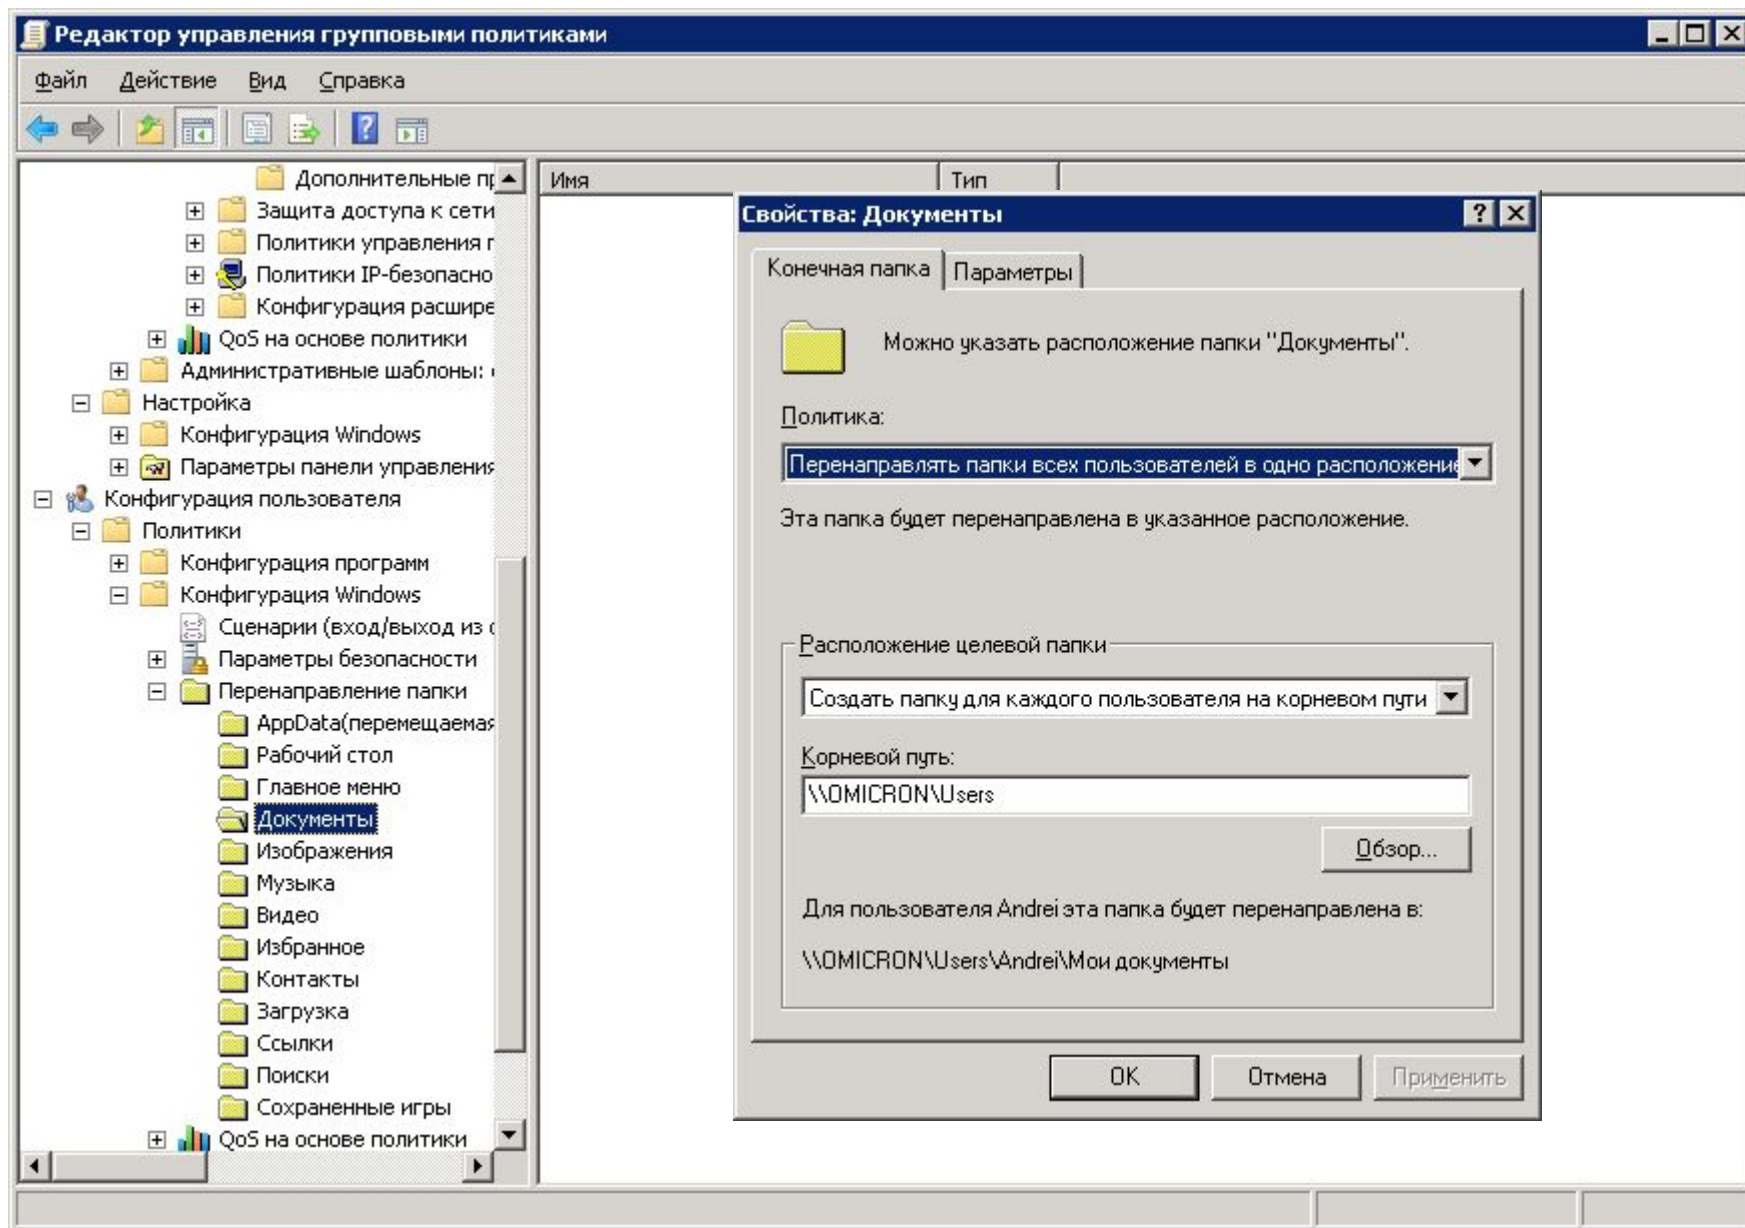 Редактор управления групповыми политиками
Файл Действие Вид Справка
Дополнительные пр
Защита доступа к сети
Политики управления г
Политики IP-безопасно
Конфигурация расшире
QoS на основе политики
Административные шаблоны:
Настройка
Конфигурация Windows
Параметры панели управления
Конфигурация пользователя
Политики
Конфигурация программ
Конфигурация Windows
Сценарии (вход/выход из с
Параметры безопасности
Перенаправление папки
AppData(перемещаемая
Рабочий стол
Главное меню
Документы
Изображения
Музыка
Видео
Избранное
Контакты
Загрузка
Ссылки
Поиски
Сохраненные игры
QoS на основе политики
Имя Тип
Свойства: Документы
Конечная папка Параметры
Можно указать расположение папки "Документы".
Политика:
Перенаправлять папки всех пользователей в одно расположение
Эта папка будет перенаправлена в указанное расположение.
Расположение целевой папки
Создать папку для каждого пользователя на корневом пути
Корневой путь:
\\OMICRON\Users
Обзор...
Для пользователя Andrei эта папка будет перенаправлена в:
\\OMICRON\Users\Andrei\Мои документы
OK Отмена Применить